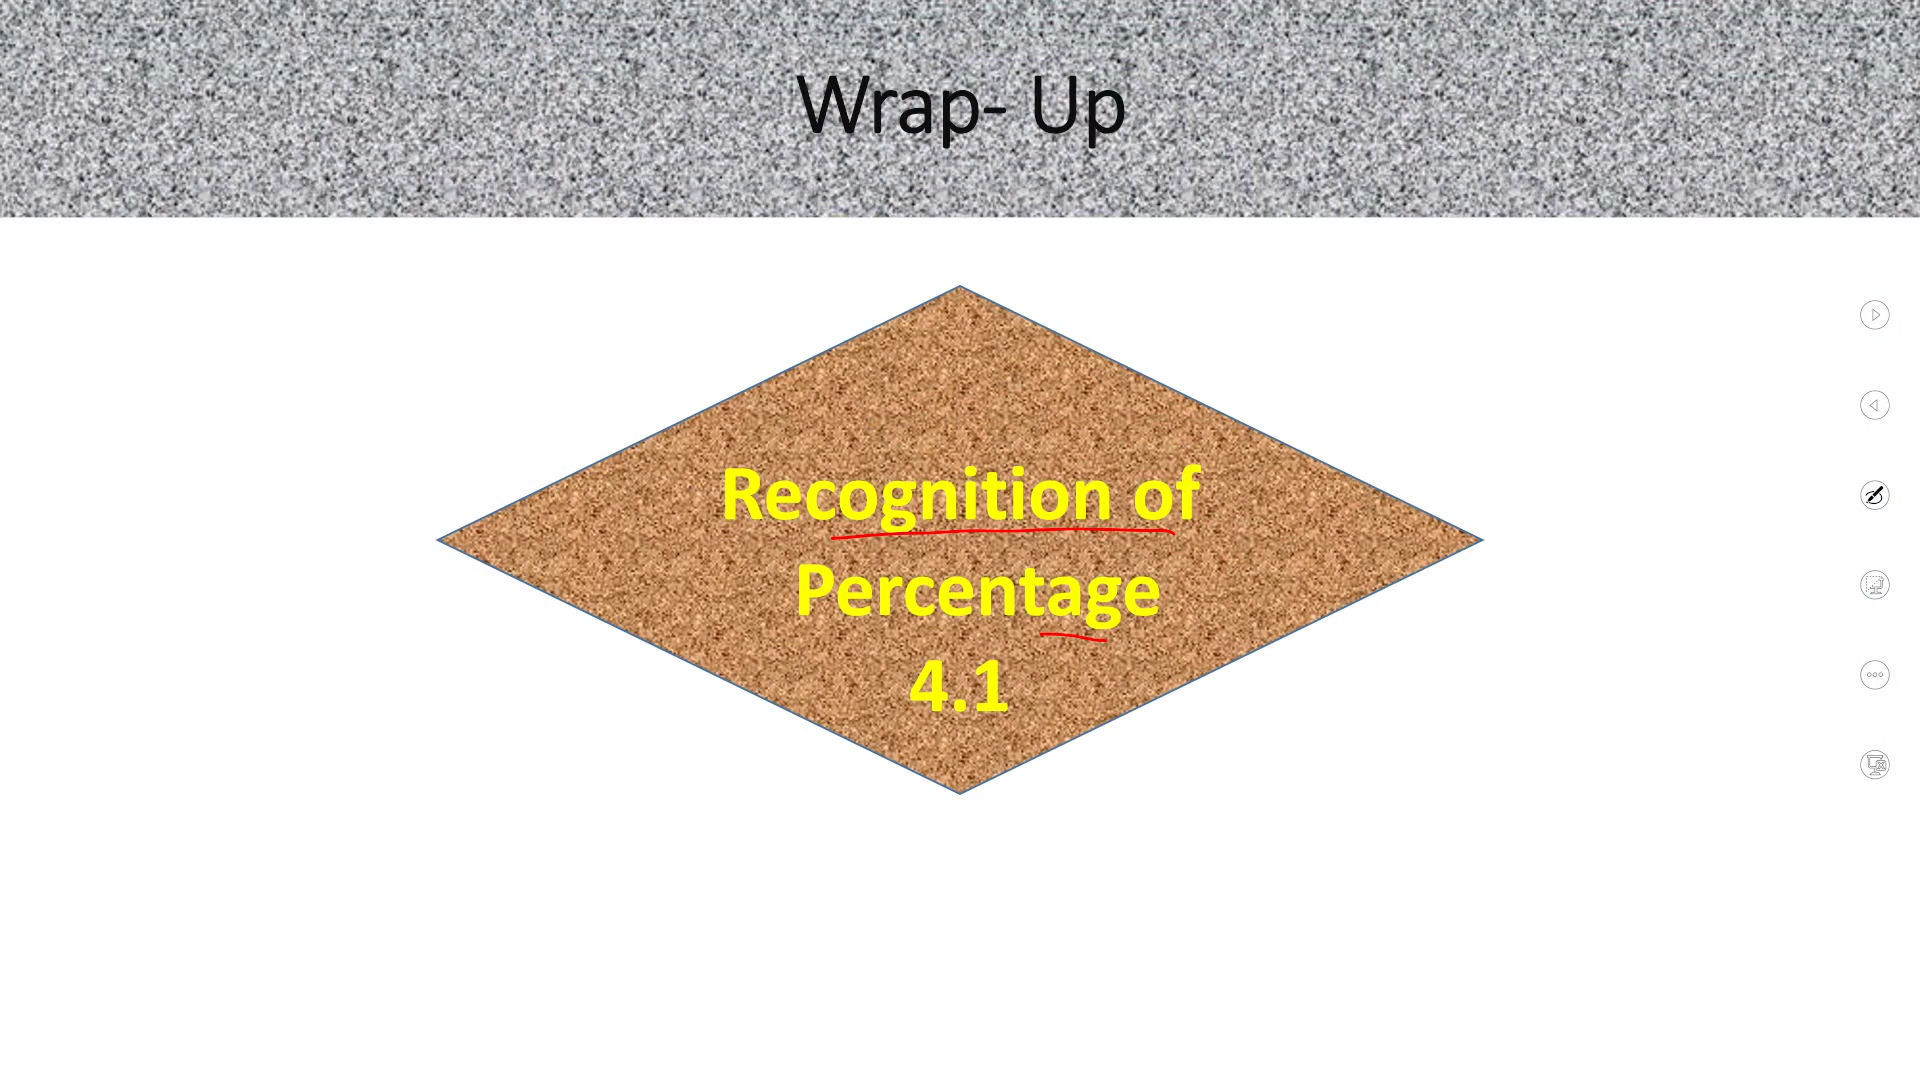 Wrap- Up
Recognition of
Percentage
4.1